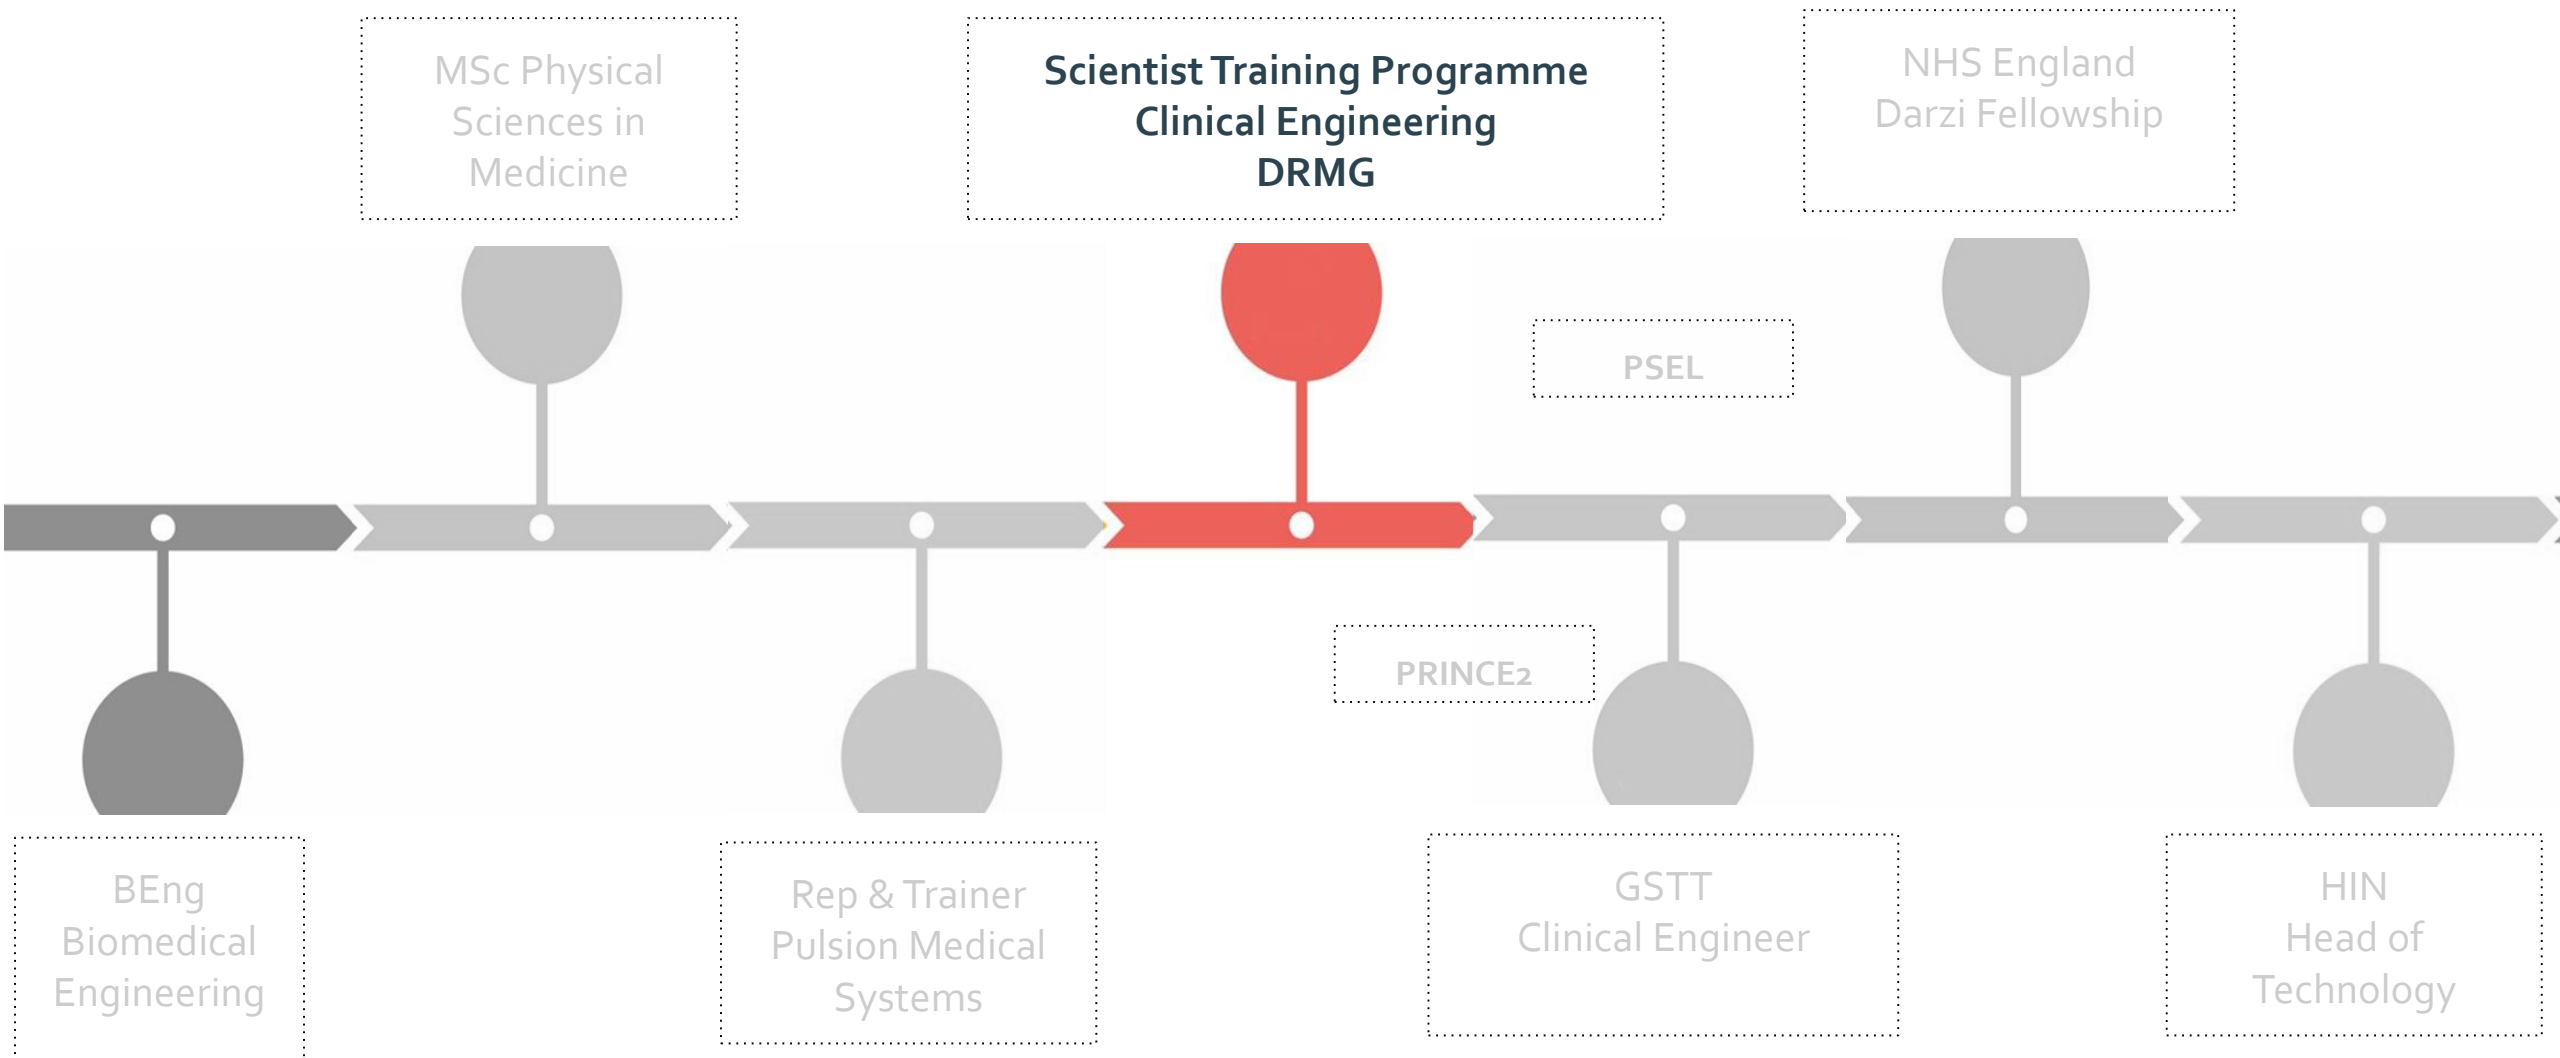 MSc Physical
Sciences in
Medicine
Scientist Training Programme
Clinical Engineering
DRMG
NHS England
Darzi Fellowship
PSEL
PRINCE2
BEng
Biomedical
Engineering
Rep & Trainer
Pulsion Medical
Systems
GSTT
Clinical Engineer
HIN
Head of
Technology